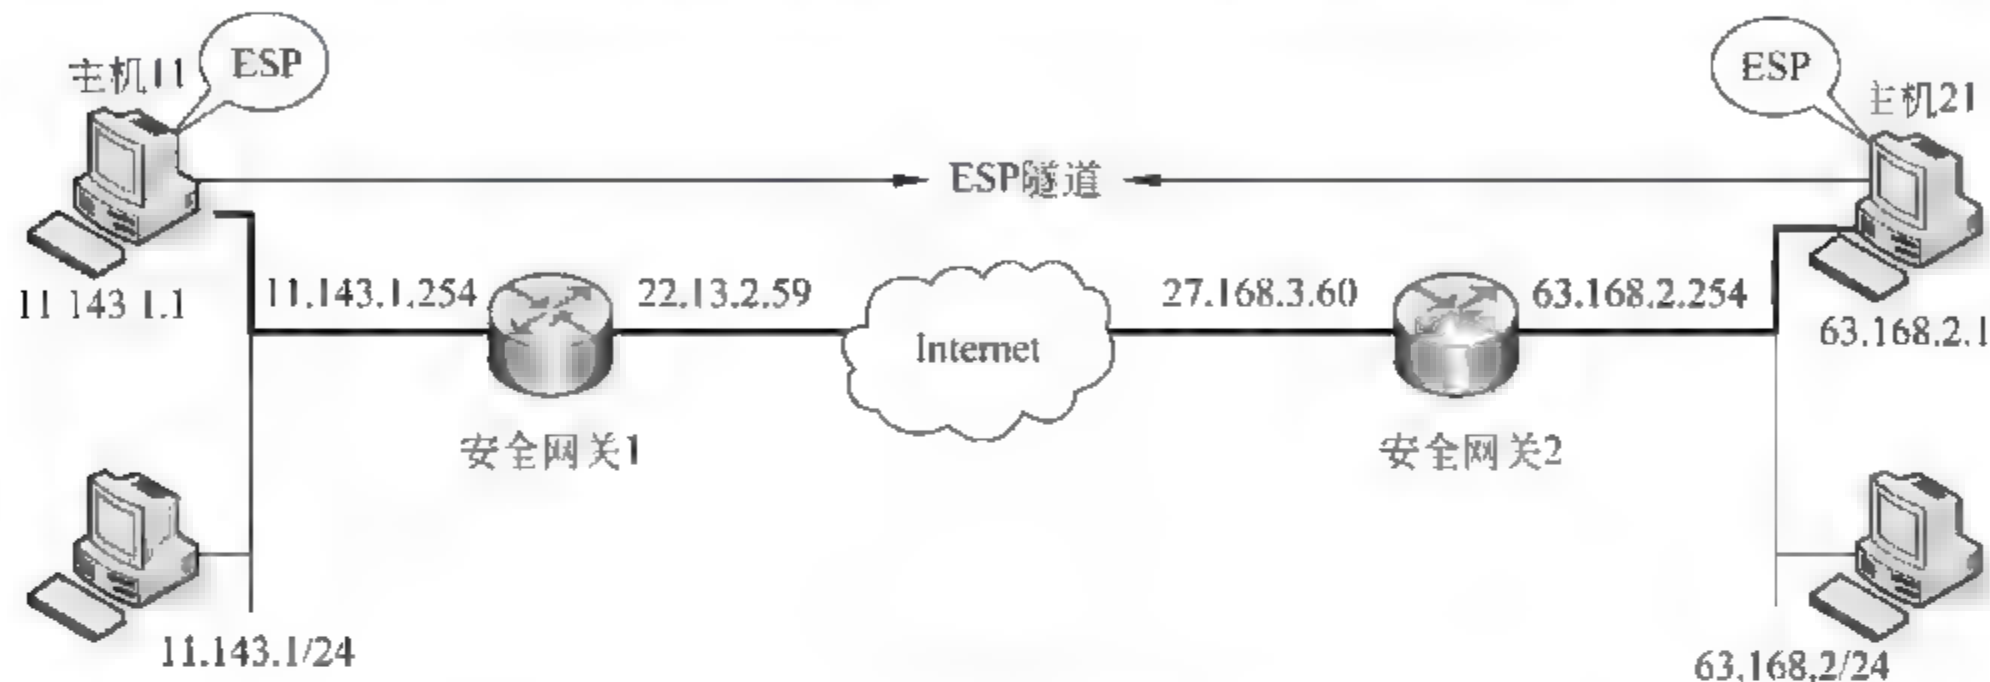 主机11
ESP
ESP
主机21
ESP隧道
11 143 1.1
11.143.1.254
22.13.2.59
Internet
27.168.3.60
63.168.2.254
63.168.2.1
安全网关1
安全网关2
11.143.1/24
63,168,2/24